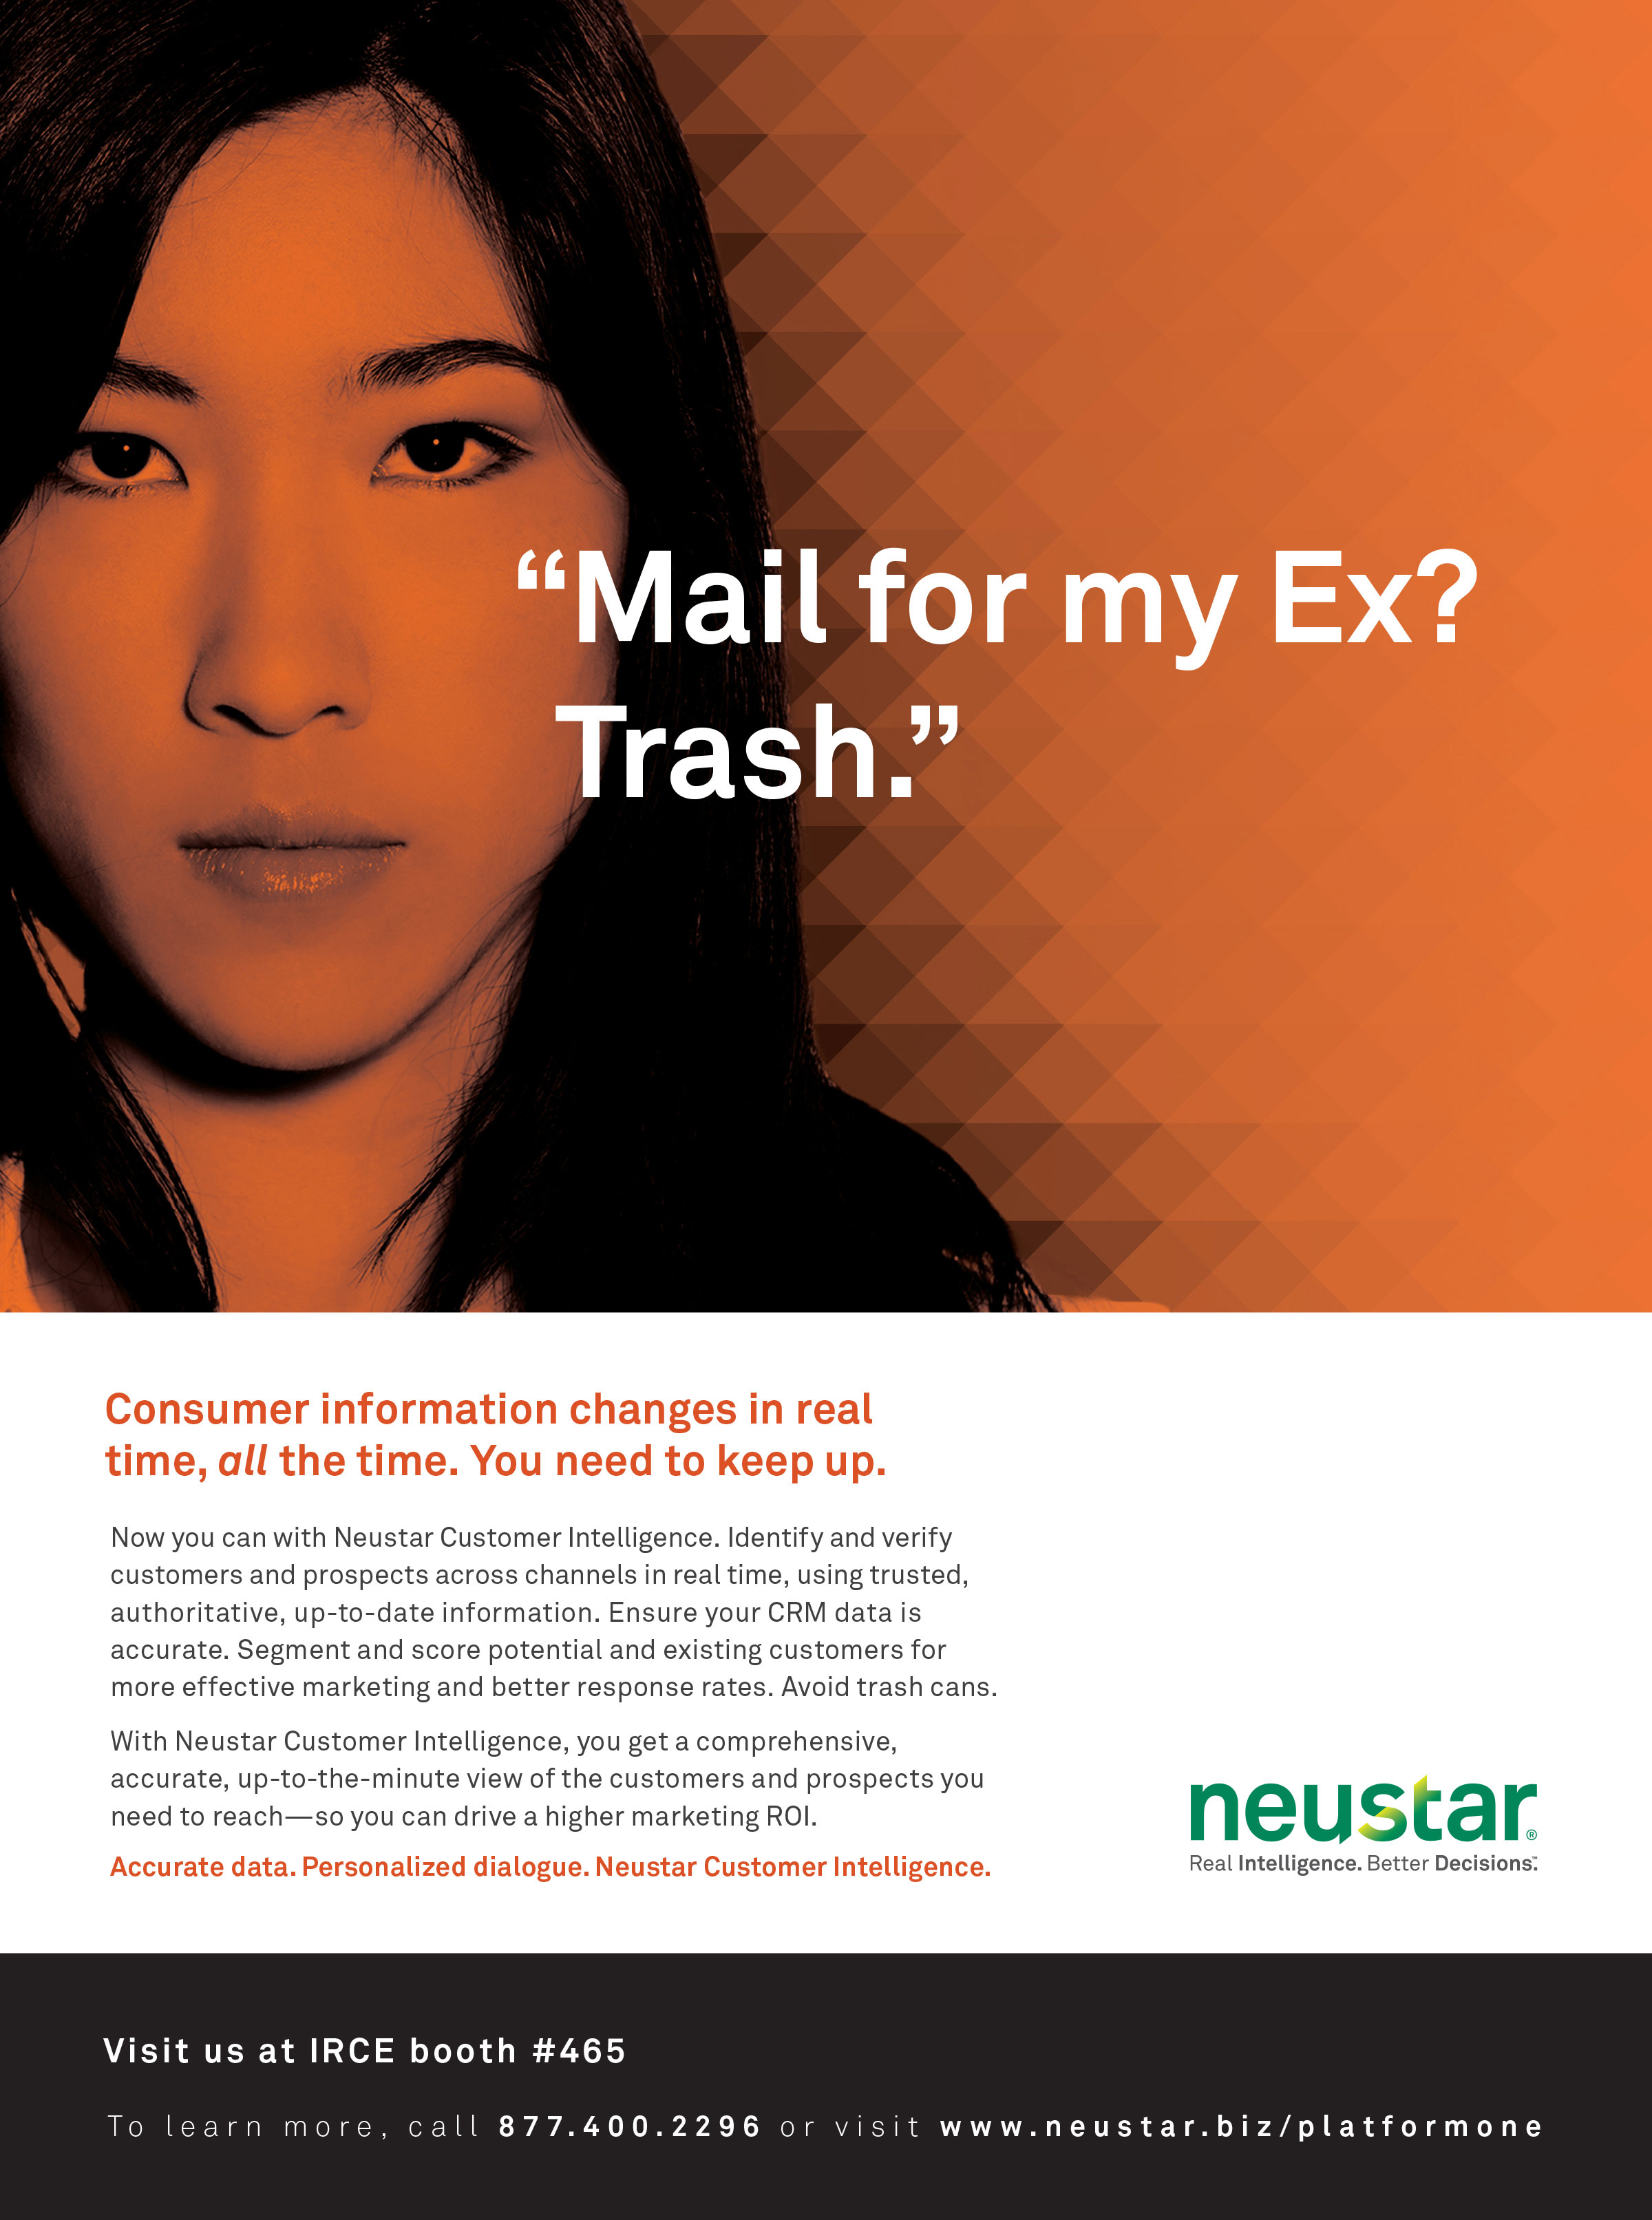 “Mail for my Ex?
Trash.”
Consumer information changes in real
time, all the time. You need to keep up.
Now you can with Neustar Customer Intelligence. Identify and verify
customers and prospects across channels in real time, using trusted,
authoritative, up-to-date information. Ensure your CRM data is
accurate. Segment and score potential and existing customers for
more effective marketing and better response rates. Avoid trash cans.
With Neustar Customer Intelligence, you get a comprehensive,
accurate, up-to-the-minute view of the customers and prospects you
need to reach—so you can drive a higher marketing ROI.
Accurate data. Personalized dialogue. Neustar Customer Intelligence.
neustar®
Real Intelligence. Better Decisions.™
Visit us at IRCE booth #465
To learn more, call 877.400.2296 or visit www.neustar.biz/platformone